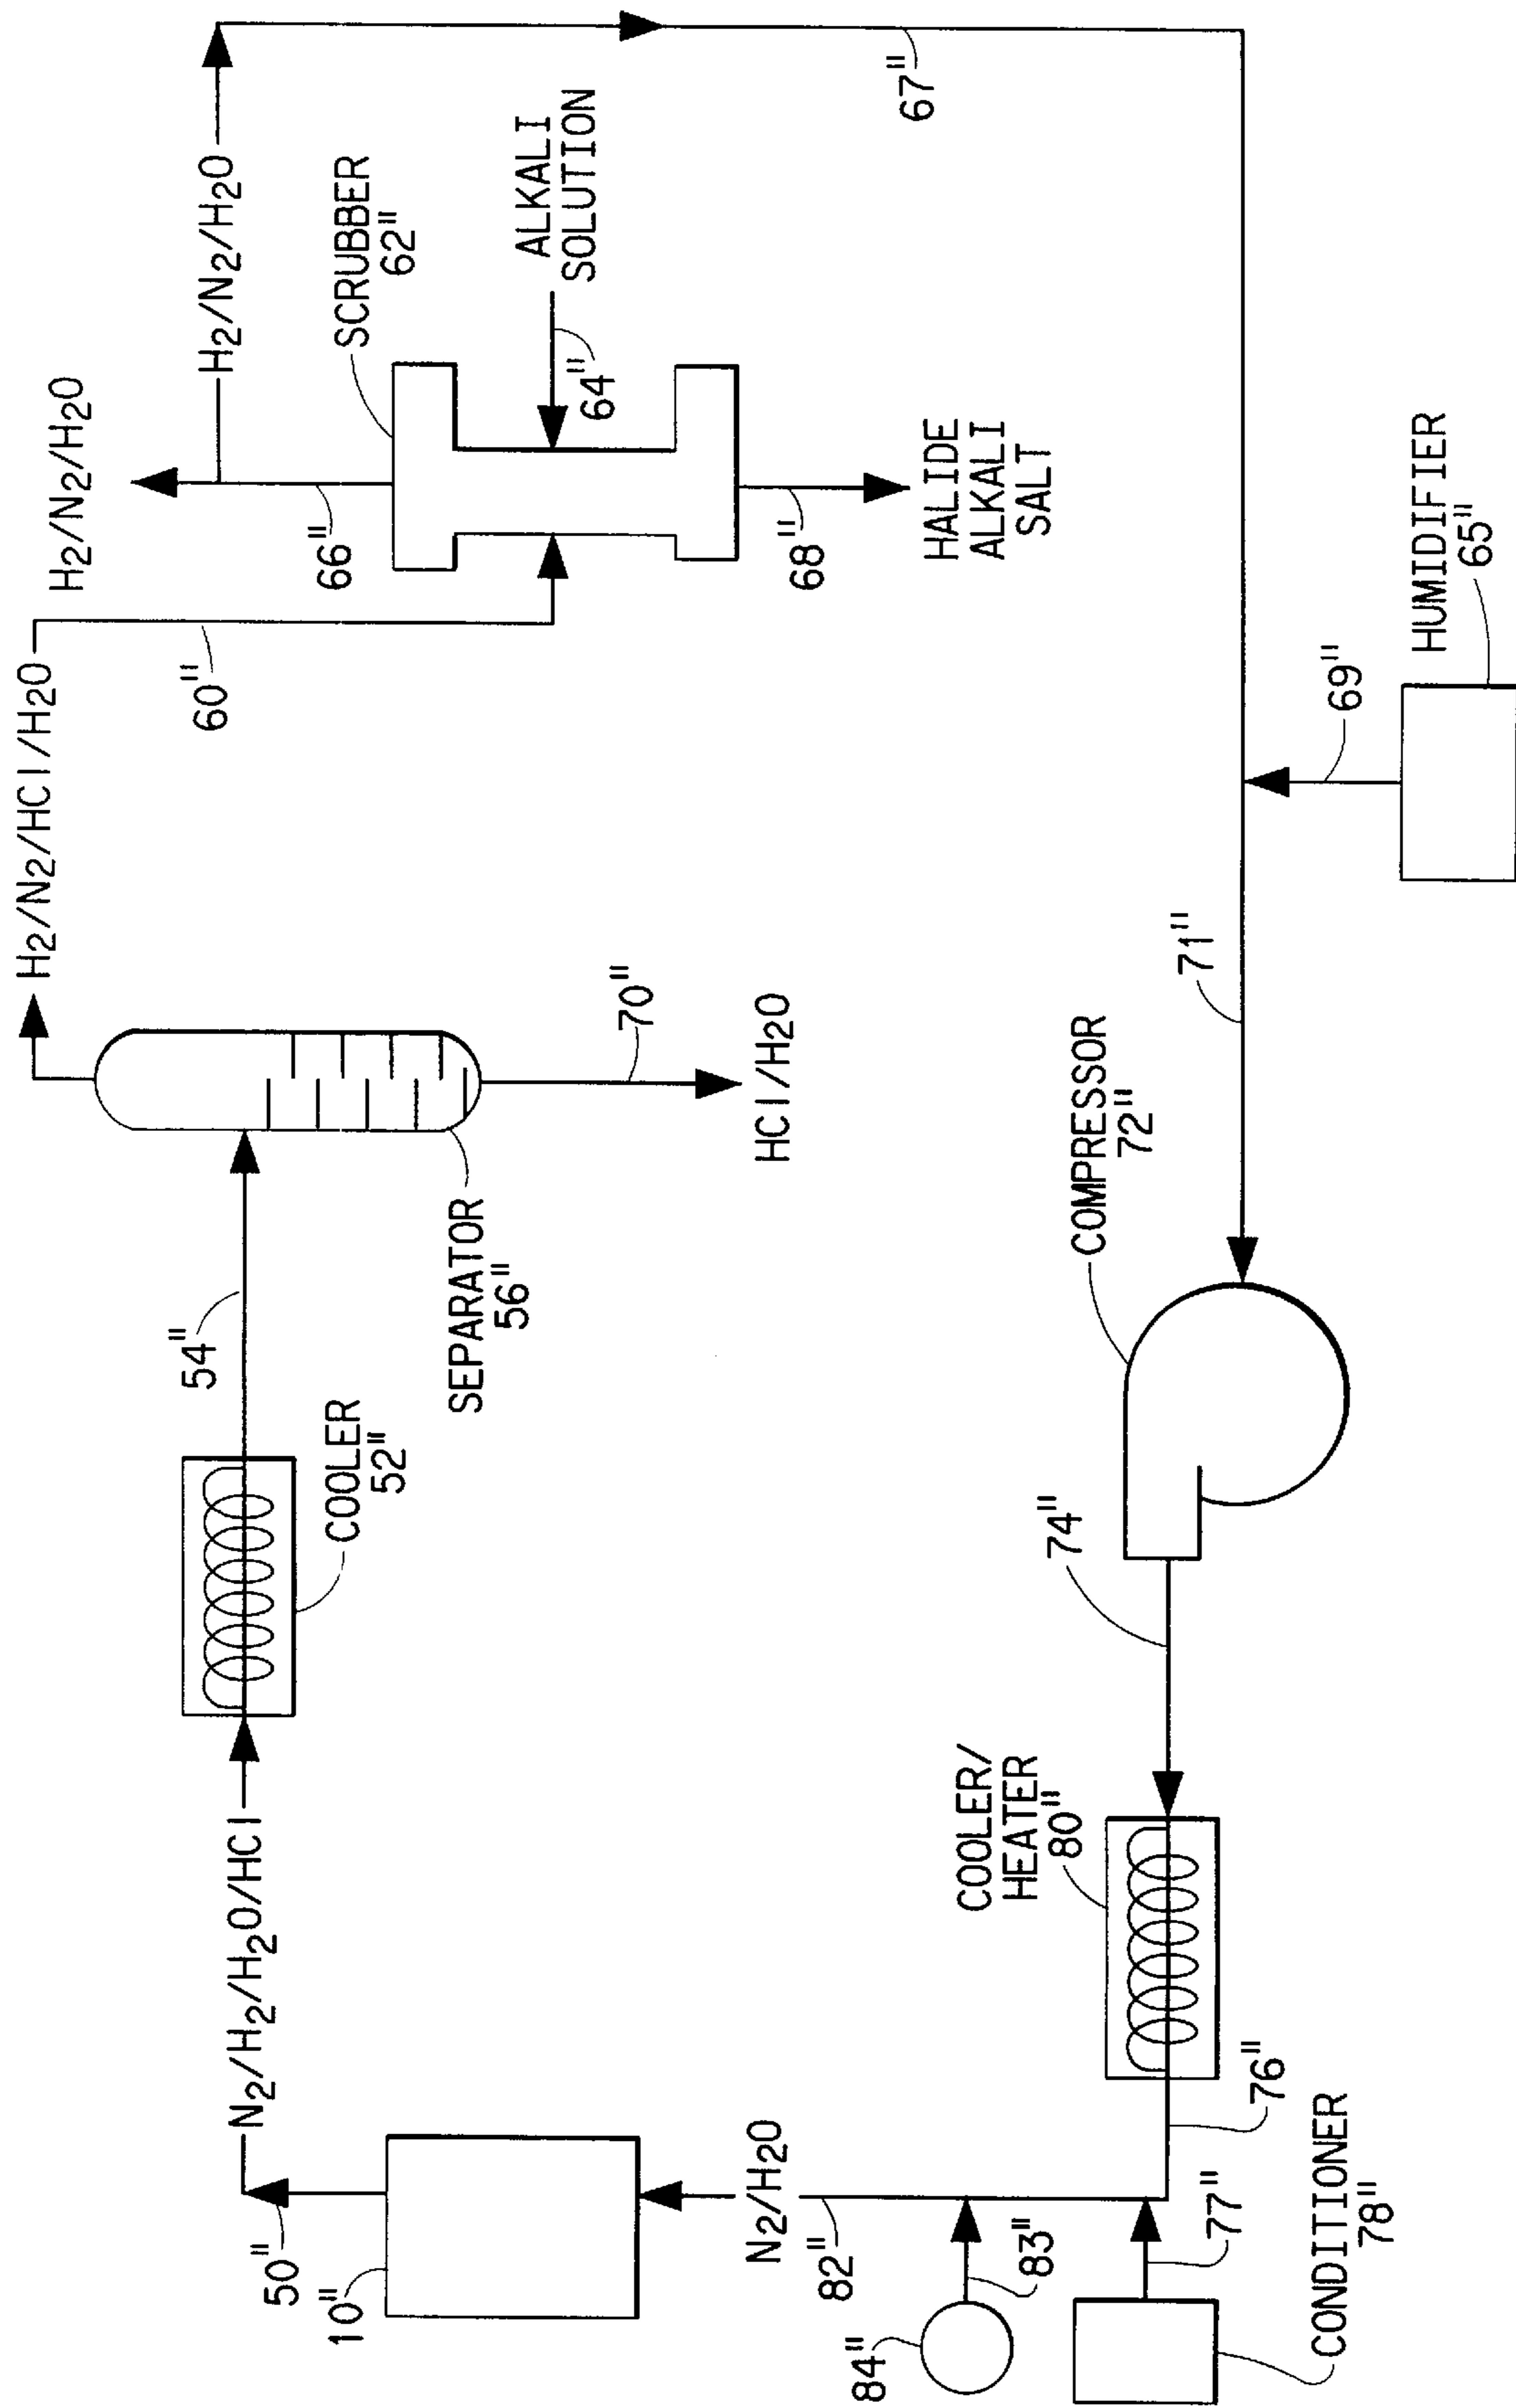 H2/N2/HCl/H2O
H2/N2/H2O
H2/N2/H2O
60"
66"
SCRUBBER
62"
64"
ALKALI
SOLUTION
67"
68"
HALIDE
ALKALI
SALT
N2/H2/H2O/HCl
50"
10"
COOLER
52"
54"
SEPARATOR
56"
70"
HCl/H2O
N2/H2O
82"
84"
83"
77"
CONDITIONER
78"
76"
COOLER/
HEATER
80"
74"
COMPRESSOR
72"
71"
69"
HUMIDIFIER
65"